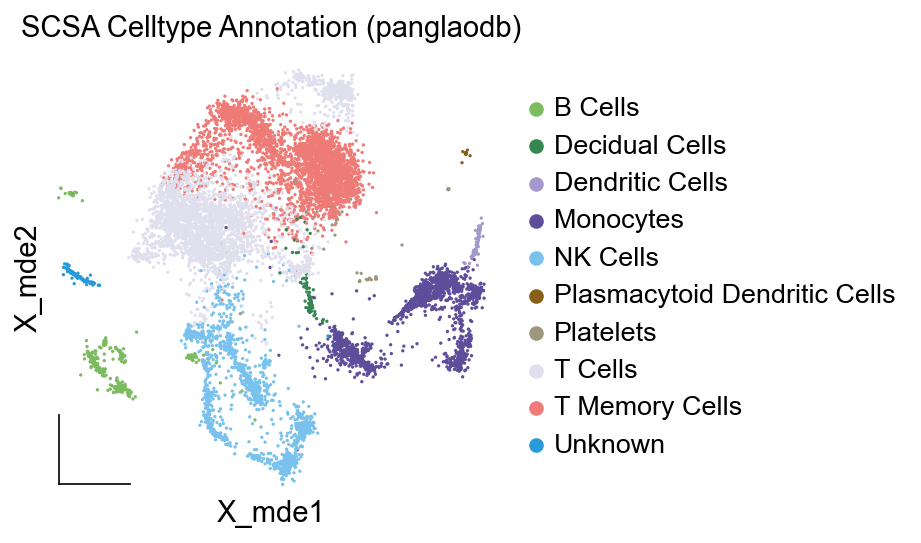 SCSA Celltype Annotation (panglaodb)
B Cells
Decidual Cells
Dendritic Cells
Monocytes
NK Cells
Plasmacytoid Dendritic Cells
Platelets
T Cells
T Memory Cells
Unknown
X_mde2
X_mde1